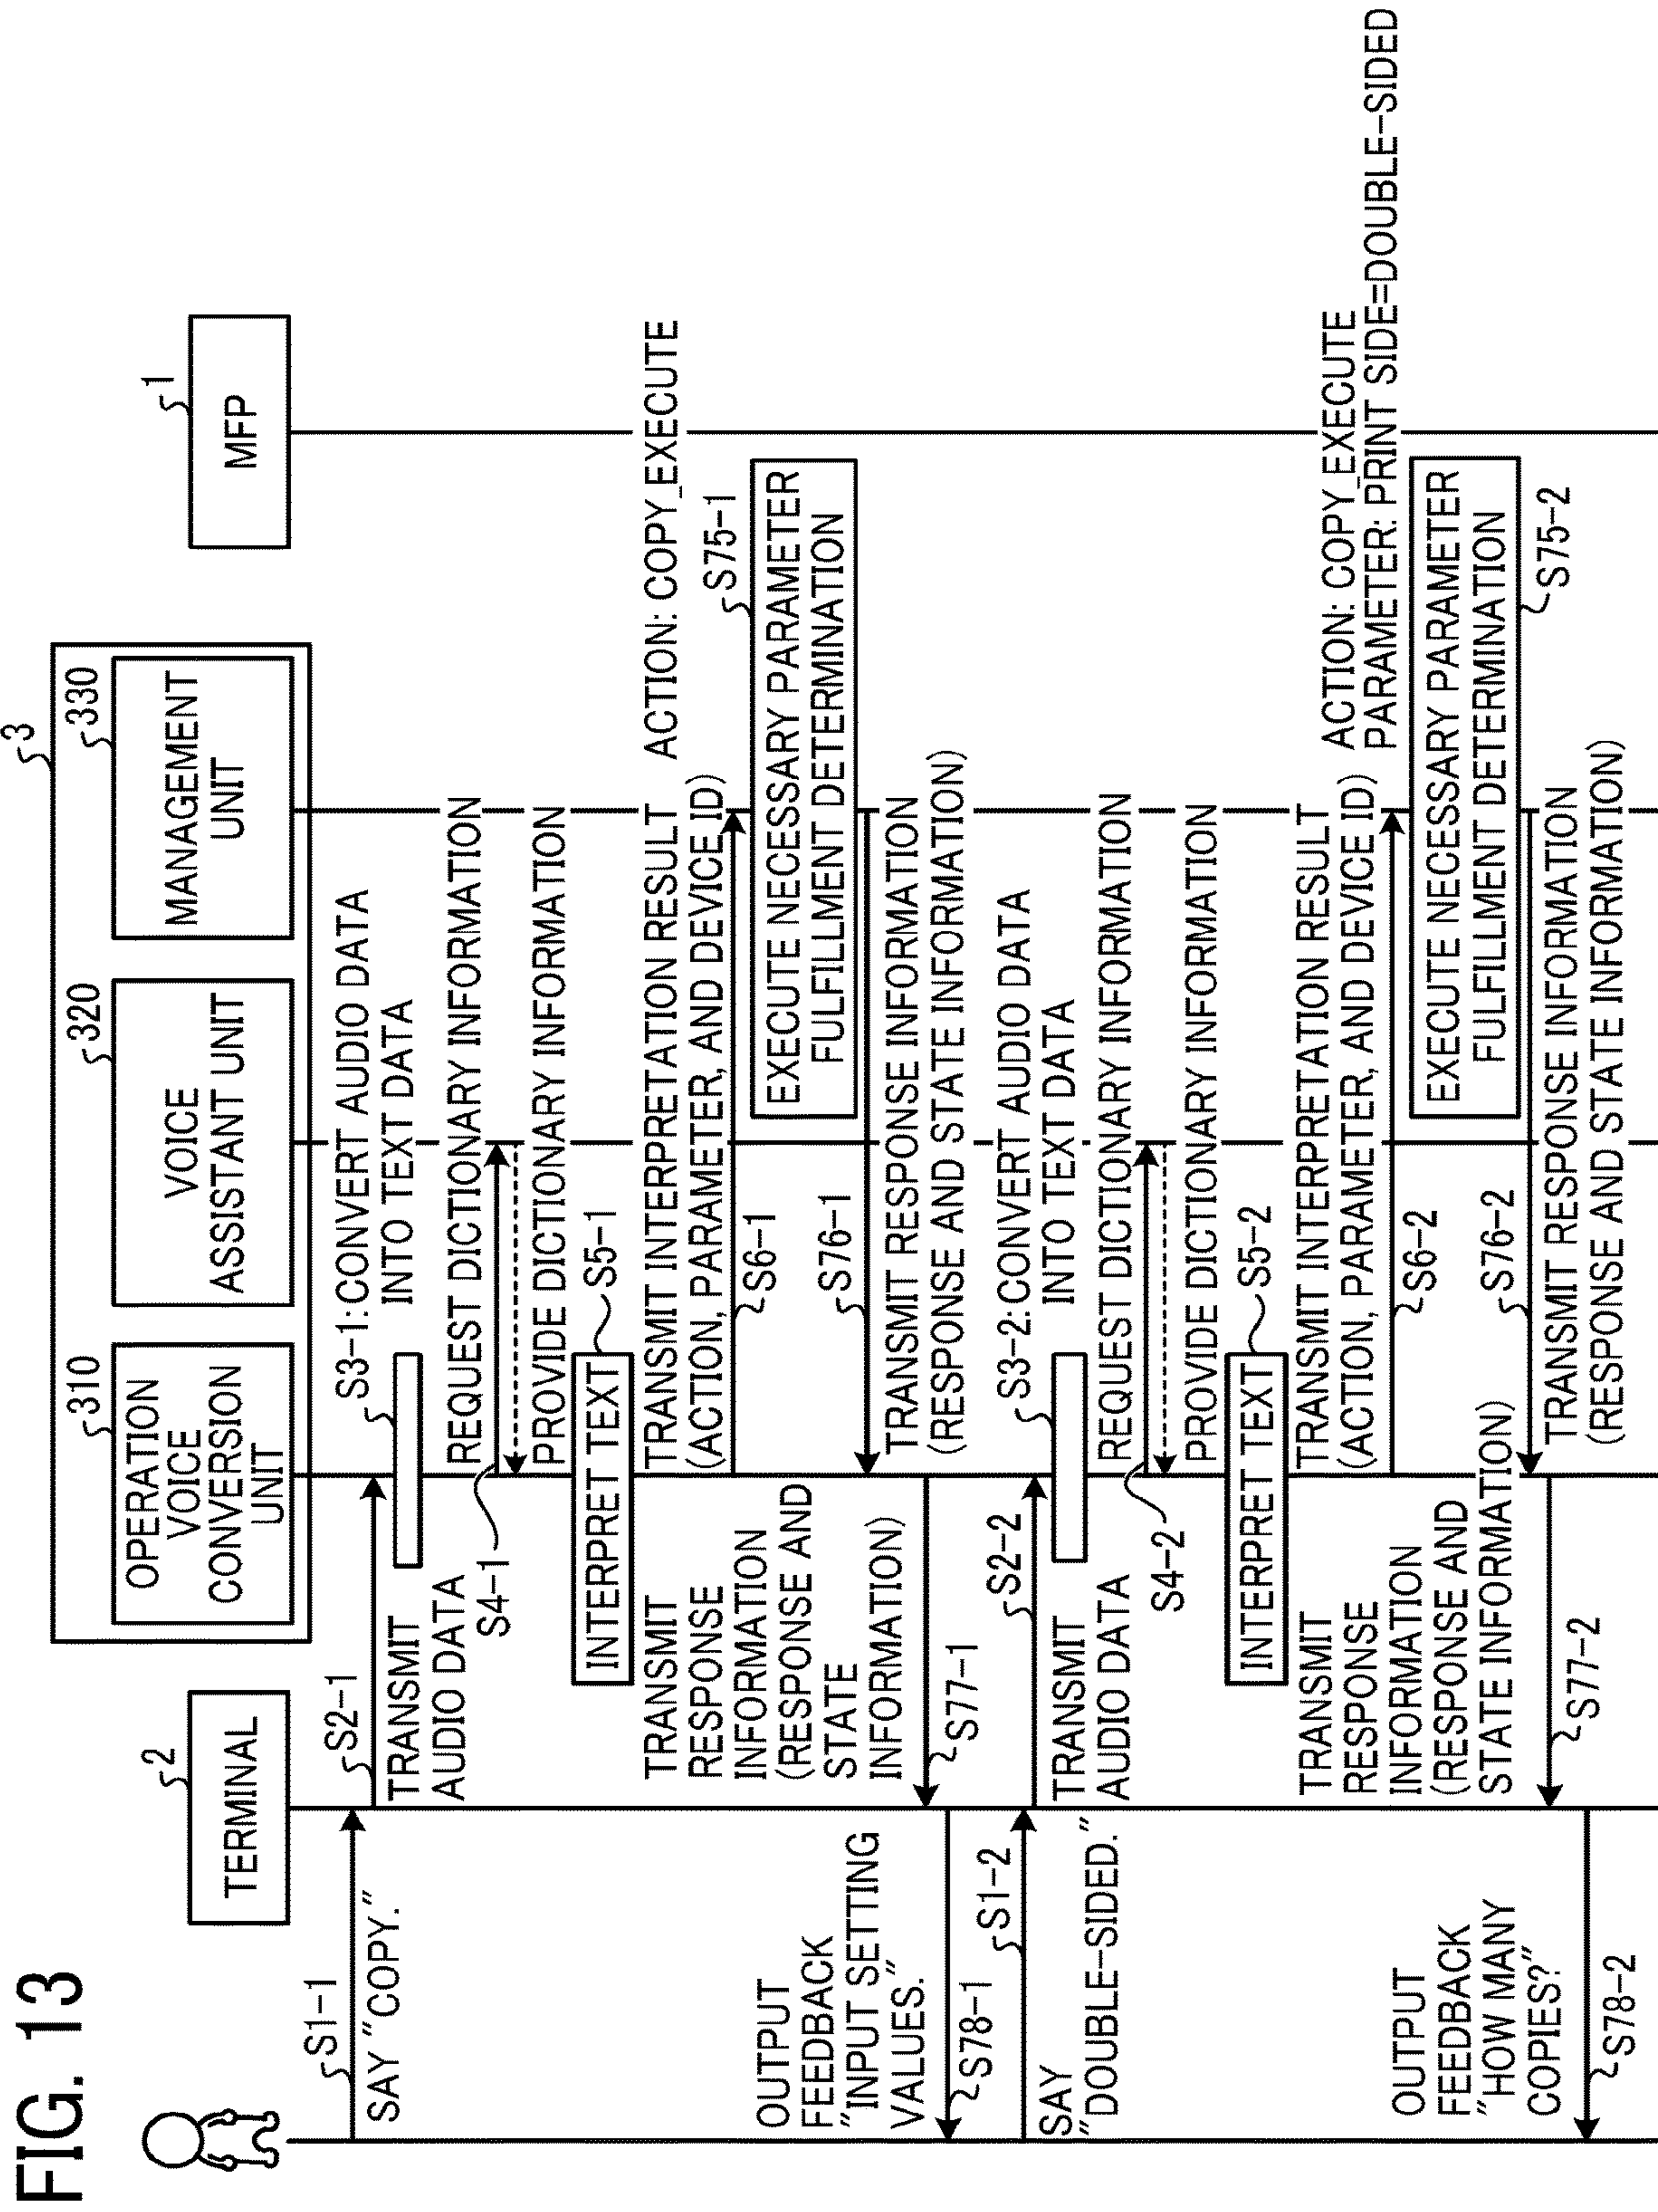 FIG. 13
3
310
OPERATION
VOICE
CONVERSION
UNIT
320
VOICE
ASSISTANT UNIT
330
MANAGEMENT
UNIT
2
TERMINAL
1
MFP
S1-1
SAY "COPY."
S2-1
TRANSMIT
AUDIO DATA
S3-1: CONVERT AUDIO DATA
INTO TEXT DATA
REQUEST DICTIONARY INFORMATION
S4-1
PROVIDE DICTIONARY INFORMATION
INTERPRET TEXT
S5-1
TRANSMIT INTERPRETATION RESULT
(ACTION, PARAMETER, AND DEVICE ID)
S6-1
ACTION: COPY_EXECUTE
S75-1
EXECUTE NECESSARY PARAMETER
FULFILLMENT DETERMINATION
S76-1
TRANSMIT RESPONSE INFORMATION
(RESPONSE AND STATE INFORMATION)
TRANSMIT
RESPONSE
INFORMATION
(RESPONSE AND
STATE
INFORMATION)
S77-1
OUTPUT
FEEDBACK
"INPUT SETTING
VALUES."
S78-1
S1-2
SAY
"DOUBLE-SIDED."
S2-2
TRANSMIT
AUDIO DATA
S3-2: CONVERT AUDIO DATA
INTO TEXT DATA
REQUEST DICTIONARY INFORMATION
S4-2
PROVIDE DICTIONARY INFORMATION
INTERPRET TEXT
S5-2
TRANSMIT INTERPRETATION RESULT
(ACTION, PARAMETER, AND DEVICE ID)
S6-2
ACTION: COPY_EXECUTE
PARAMETER: PRINT SIDE=DOUBLE-SIDED
EXECUTE NECESSARY PARAMETER
FULFILLMENT DETERMINATION
S75-2
S76-2
TRANSMIT RESPONSE INFORMATION
(RESPONSE AND STATE INFORMATION)
TRANSMIT
RESPONSE
INFORMATION
(RESPONSE AND
STATE INFORMATION)
S77-2
OUTPUT
FEEDBACK
"HOW MANY
COPIES?"
S78-2